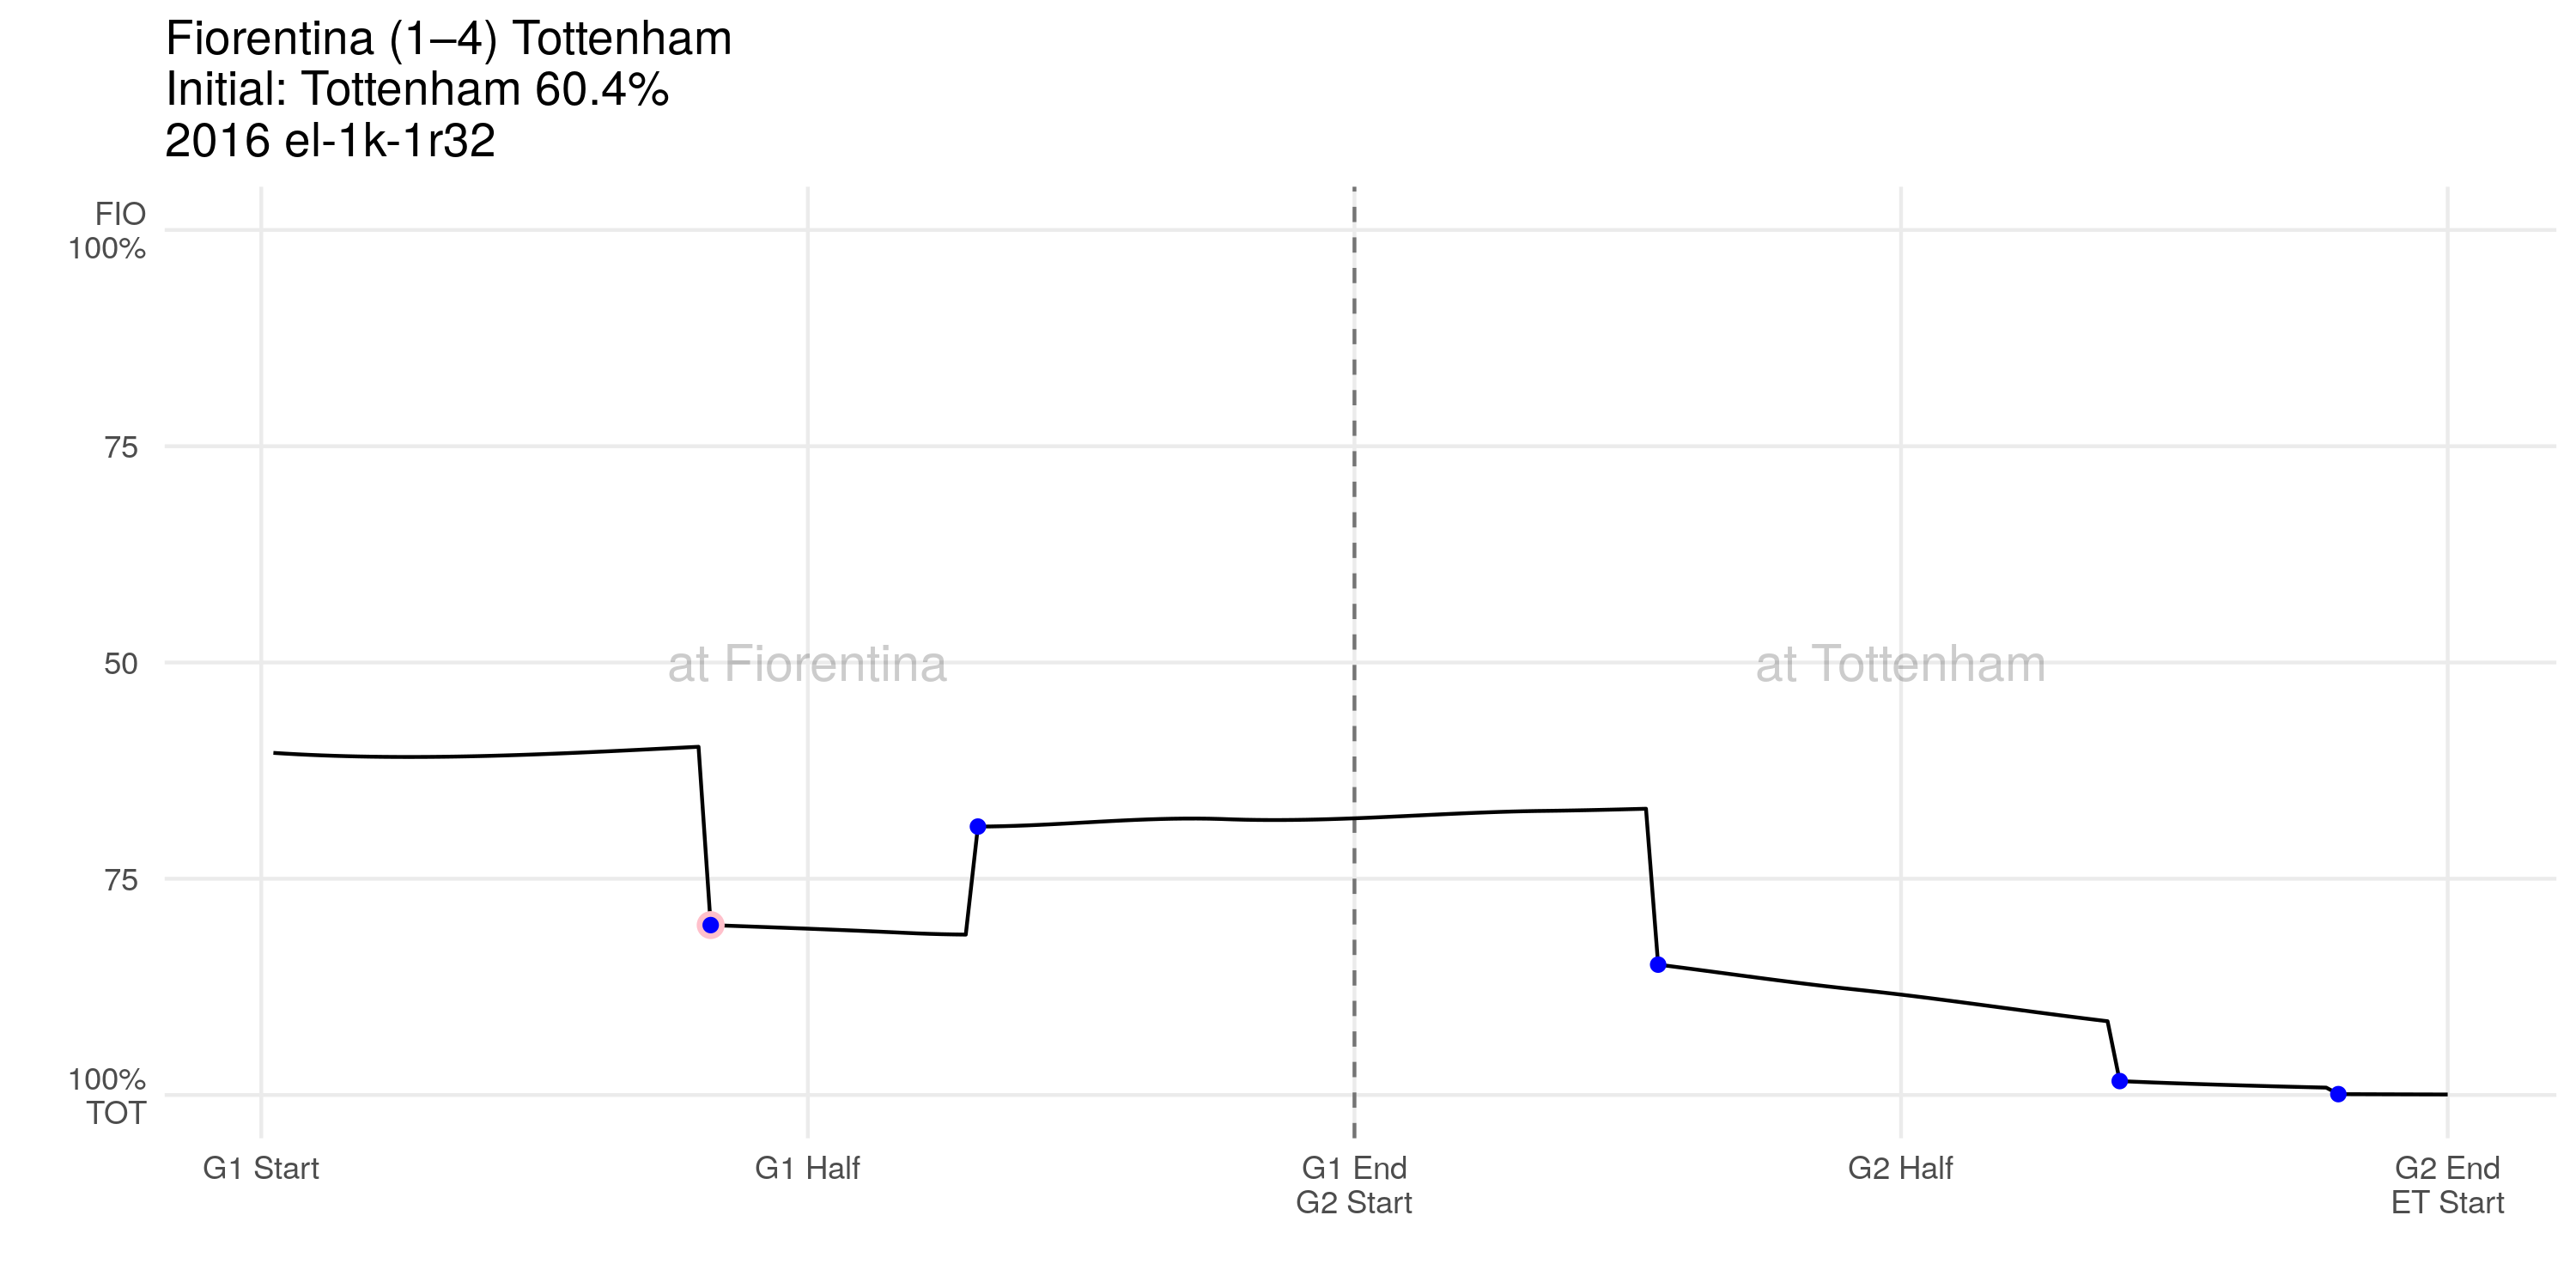 Fiorentina (1–4) Tottenham
Initial: Tottenham 60.4%
2016 el-1k-1r32
FIO
100%
75
50
75
100%
TOT
at Fiorentina
at Tottenham
G1 Start
G1 Half
G1 End
G2 Start
G2 Half
G2 End
ET Start